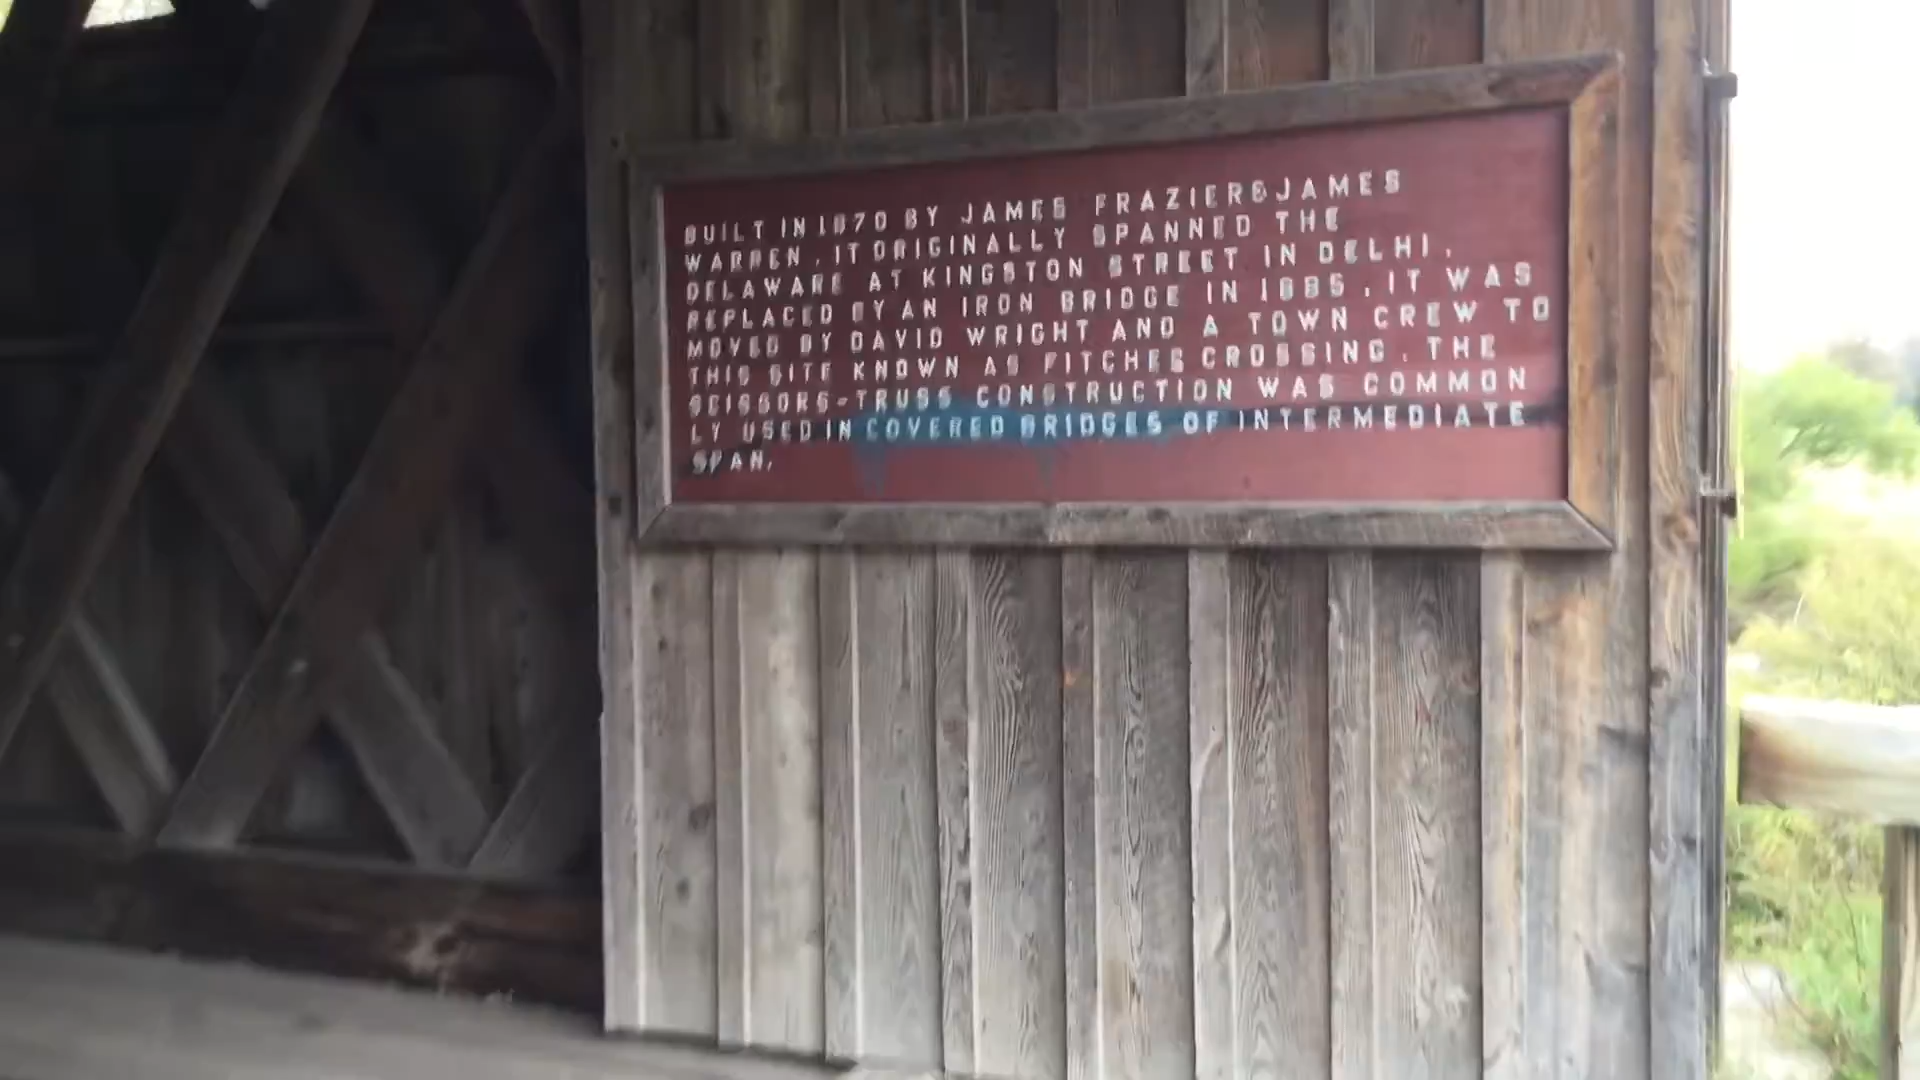 BUILT IN 1870 BY JAMES FRAZIER&JAMES
WARREN, IT ORIGINALLY SPANNED THE
DELAWARE AT KINGSTON STREET IN DELHI.
REPLACED BY AN IRON BRIDGE IN 1885, IT WAS
MOVED BY DAVID WRIGHT AND A TOWN CREW TO
THIS SITE KNOWN AS FITCHES CROSSING. THE
SCISSORS-TRUSS CONSTRUCTION WAS COMMON
LY USED IN COVERED BRIDGES OF INTERMEDIATE
SPAN.